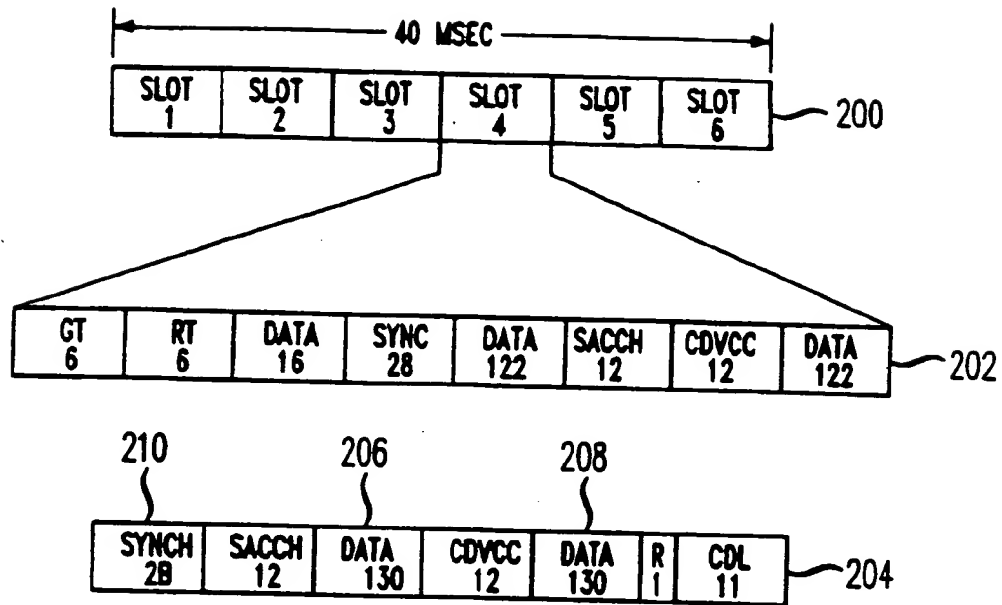 40 MSEC
SLOT 1 SLOT 2 SLOT 3 SLOT 4 SLOT 5 SLOT 6 200
GT 6 RT 6 DATA 16 SYNC 28 DATA 122 SACCH 12 CDVCC 12 DATA 122 202
210 206 208
SYNCH 28 SACCH 12 DATA 130 CDVCC 12 DATA 130 R 1 CDL 11 204